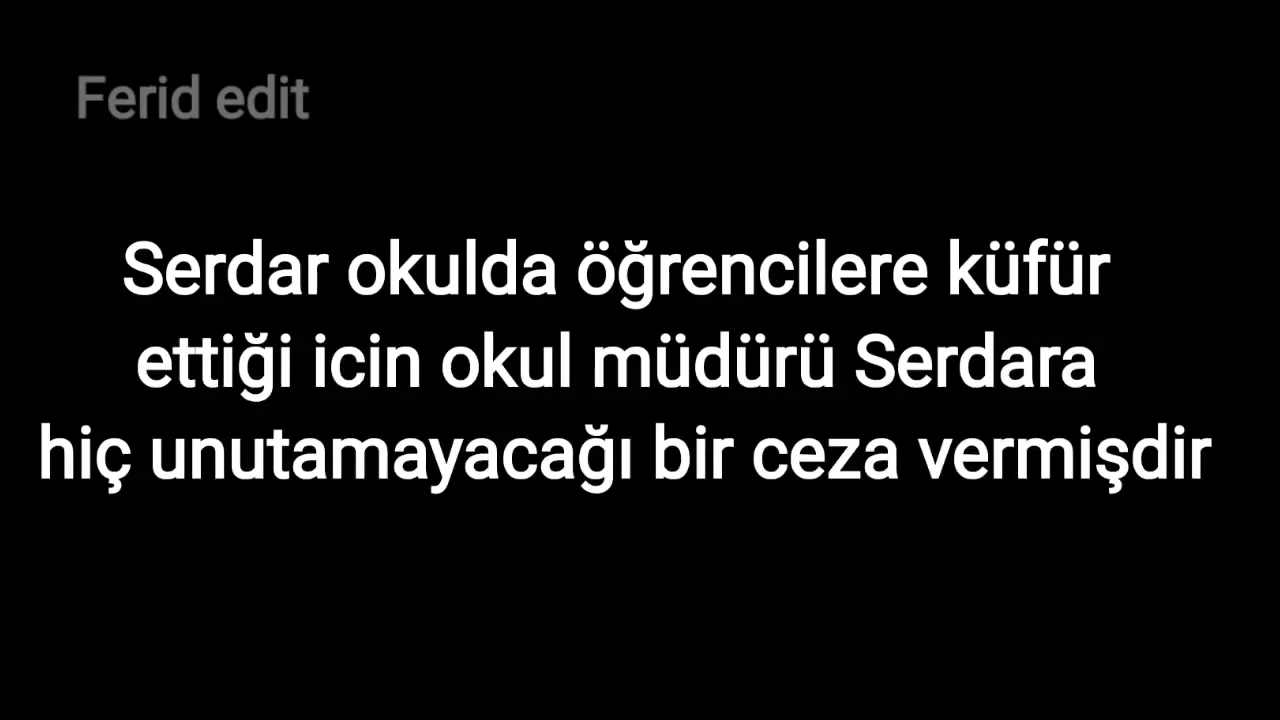 Ferid edit
Serdar okulda öğrencilere küfür
ettiği icin okul müdürü Serdara
hiç unutamayacağı bir ceza vermişdir